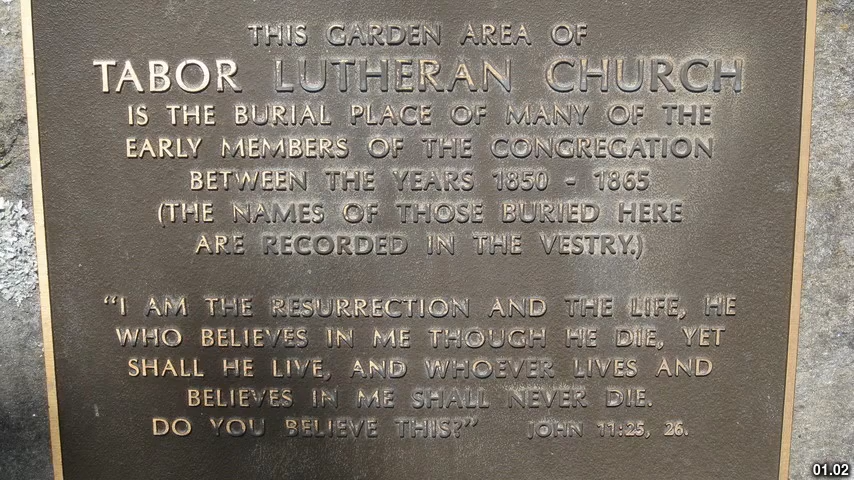 THIS GARDEN AREA OF
TABOR LUTHERAN CHURCH
IS THE BURIAL PLACE OF MANY OF THE
EARLY MEMBERS OF THE CONGREGATION
BETWEEN THE YEARS 1850 - 1865
(THE NAMES OF THOSE BURIED HERE
ARE RECORDED IN THE VESTRY.)
“I AM THE RESURRECTION AND THE LIFE, HE
WHO BELIEVES IN ME THOUGH HE DIE, YET
SHALL HE LIVE, AND WHOEVER LIVES AND
BELIEVES IN ME SHALL NEVER DIE.
DO YOU BELIEVE THIS?” JOHN 11:25, 26.
01.02